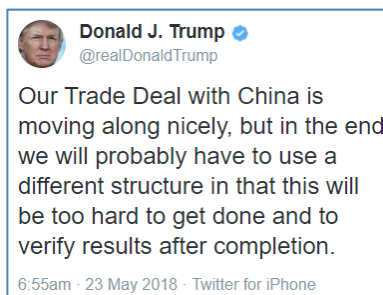 Donald J. Trump
@realDonaldTrump
Our Trade Deal with China is
moving along nicely, but in the end
we will probably have to use a
different structure in that this will
be too hard to get done and to
verify results after completion.
6:55am · 23 May 2018 · Twitter for iPhone